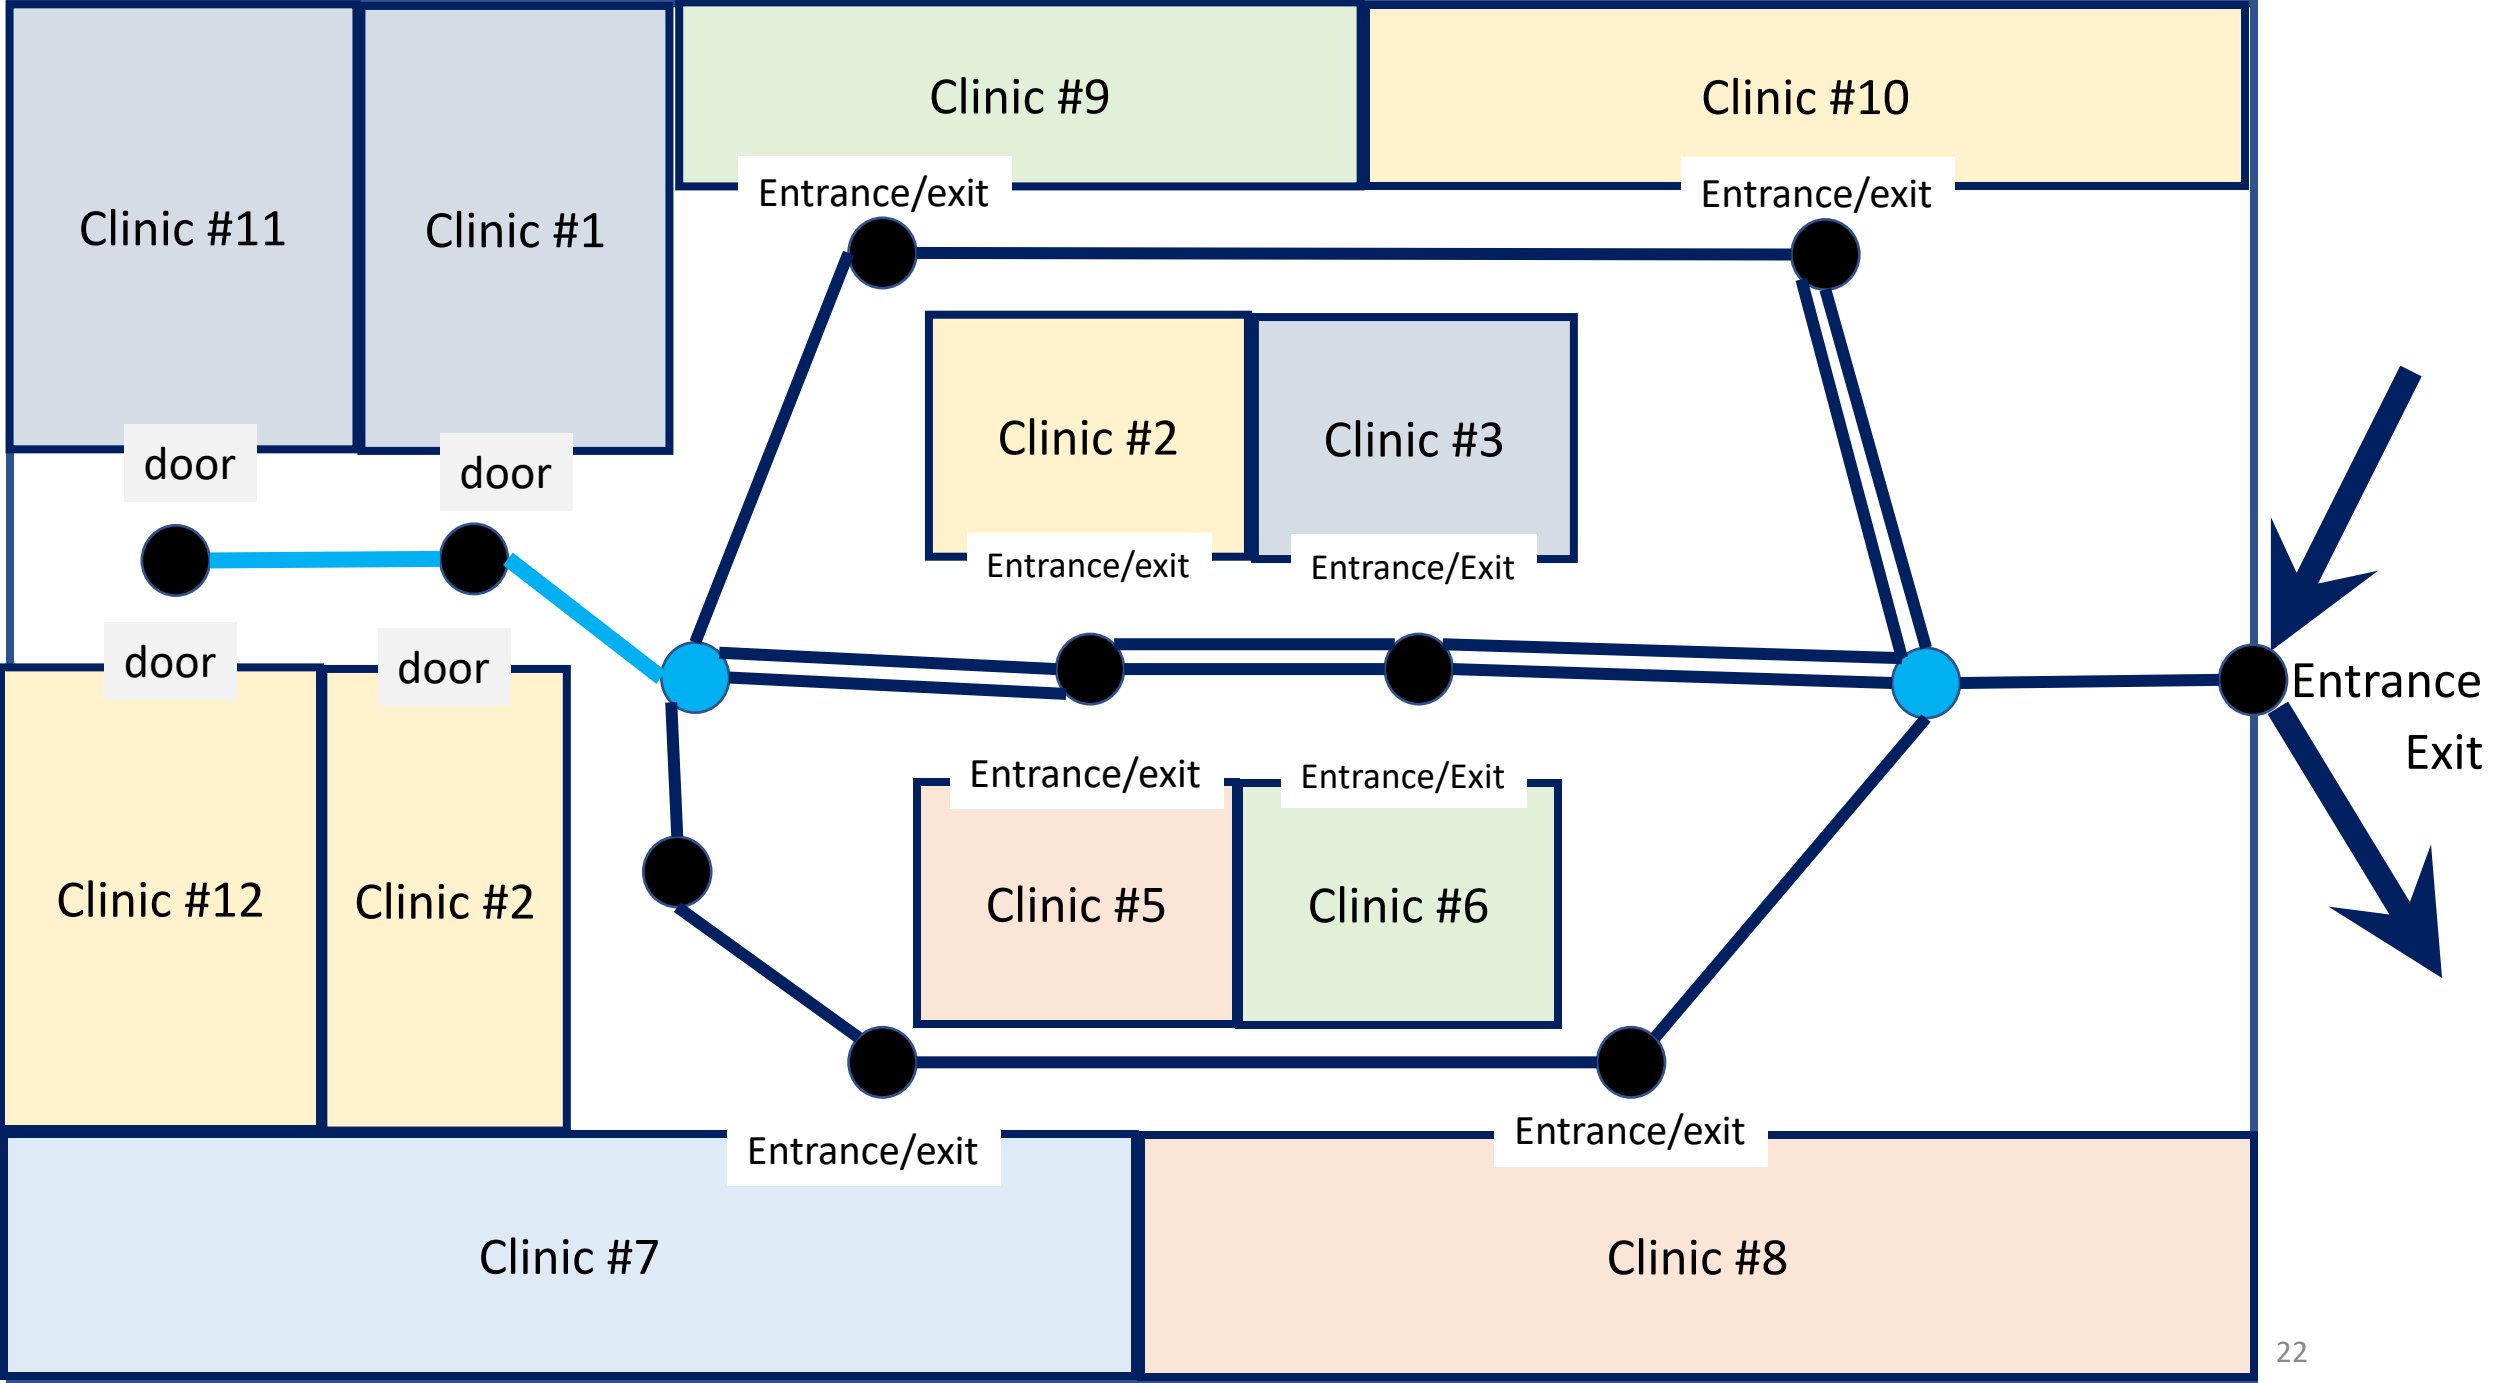 Clinic #9
Clinic #10
Entrance/exit
Entrance/exit
Clinic #11
Clinic #1
Clinic #2
Clinic #3
door
door
Entrance/exit
Entrance/Exit
door
door
Entrance
Exit
Entrance/exit
Entrance/Exit
Clinic #12
Clinic #2
Clinic #5
Clinic #6
Entrance/exit
Entrance/exit
Clinic #7
Clinic #8
22